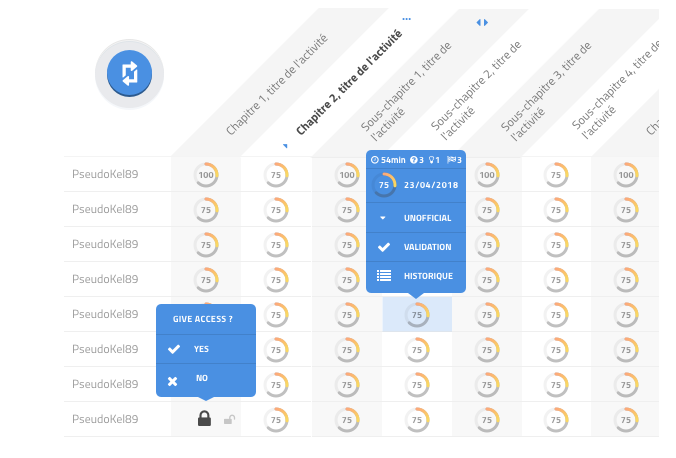 Chapitre 1, titre de l'activité
Chapitre 2, titre de l'activité
Sous-chapitre 1, titre de
l'activité
Sous-chapitre 2, titre de
l'activité
Sous-chapitre 3, titre de
l'activité
Sous-chapitre 4, titre de
l'activité
Cha
54min 3 1 3
75 23/04/2018
UNOFFICIAL
VALIDATION
HISTORIQUE
PseudoKel89 100 75 100 100 75 100
PseudoKel89 75 75 75 75 75 75
PseudoKel89 75 75 75 75 75 75
PseudoKel89 75 75 75 75 75 75
PseudoKel89 75 75 75 75 75 75
GIVE ACCESS ?
YES
NO
PseudoKel89 75 75 75 75 75 75
PseudoKel89 75 75 75 75 75 75
PseudoKel89 75 75 75 75 75 75